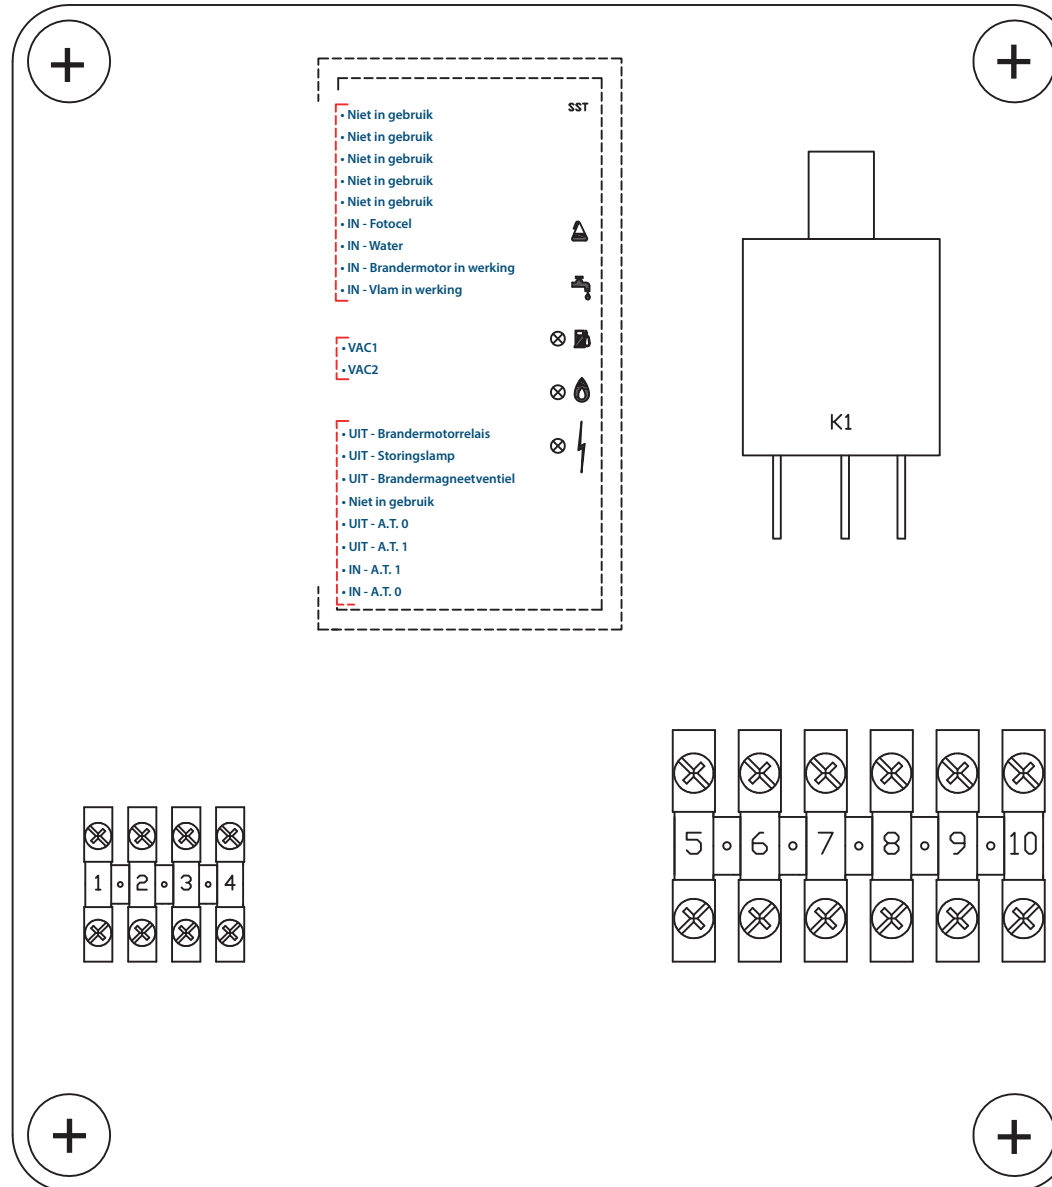 SST
• Niet in gebruik
• Niet in gebruik
• Niet in gebruik
• Niet in gebruik
• Niet in gebruik
• IN - Fotocel
• IN - Water
• IN - Brandermotor in werking
• IN - Vlam in werking
• VAC1
• VAC2
• UIT - Brandermotorrelais
• UIT - Storingslamp
• UIT - Brandermagneetventiel
• Niet in gebruik
• UIT - A.T. 0
• UIT - A.T. 1
• IN - A.T. 1
• IN - A.T. 0
K1
1 2 3 4
5 6 7 8 9 10